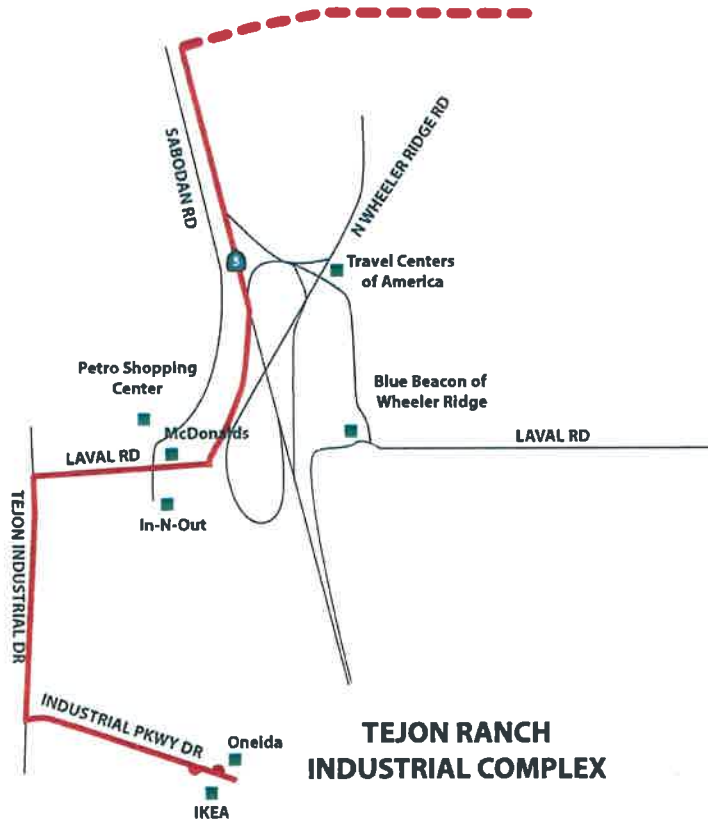 SABODAN RD
N WHEELER RIDGE RD
5
Travel Centers
of America
Petro Shopping
Center
Blue Beacon of
Wheeler Ridge
McDonalds
LAVAL RD
LAVAL RD
In-N-Out
TEJON INDUSTRIAL DR
INDUSTRIAL PKWY DR
Oneida
IKEA
TEJON RANCH
INDUSTRIAL COMPLEX